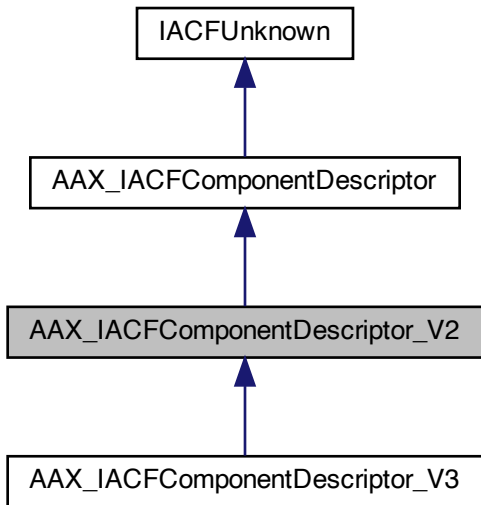 IACFUnknown
AAX_IACFComponentDescriptor
AAX_IACFComponentDescriptor_V2
AAX_IACFComponentDescriptor_V3